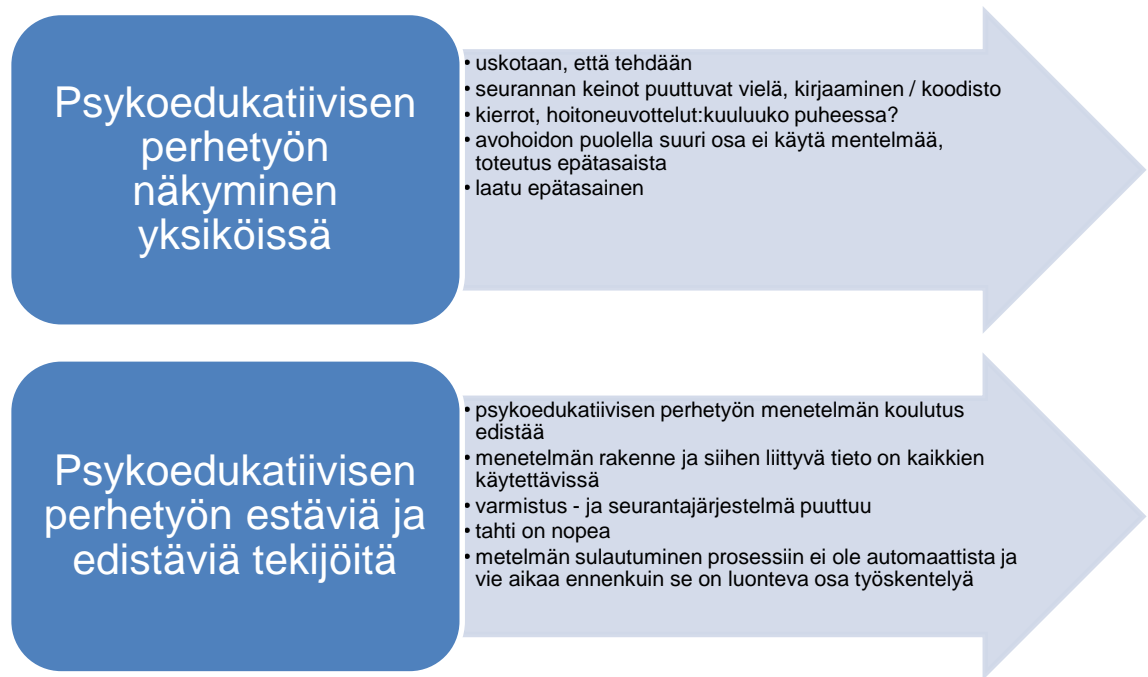 Psykoedukatiivisen
perhetyön
näkyminen
yksiköissä
• uskotaan, että tehdään
• seurannan keinot puuttuvat vielä, kirjaaminen / koodisto
• kierrot, hoitoneuvottelut:kuuluuko puheessa?
• avohoidon puolella suuri osa ei käytä mentelmää,
toteutus epätasaista
• laatu epätasainen
Psykoedukatiivisen
perhetyön estäviä ja
edistäviä tekijöitä
• psykoedukatiivisen perhetyön menetelmän koulutus
edistää
• menetelmän rakenne ja siihen liittyvä tieto on kaikkien
käytettävissä
• varmistus - ja seurantajärjestelmä puuttuu
• tahti on nopea
• metelmän sulautuminen prosessiin ei ole automaattista ja
vie aikaa ennenkuin se on luonteva osa työskentelyä